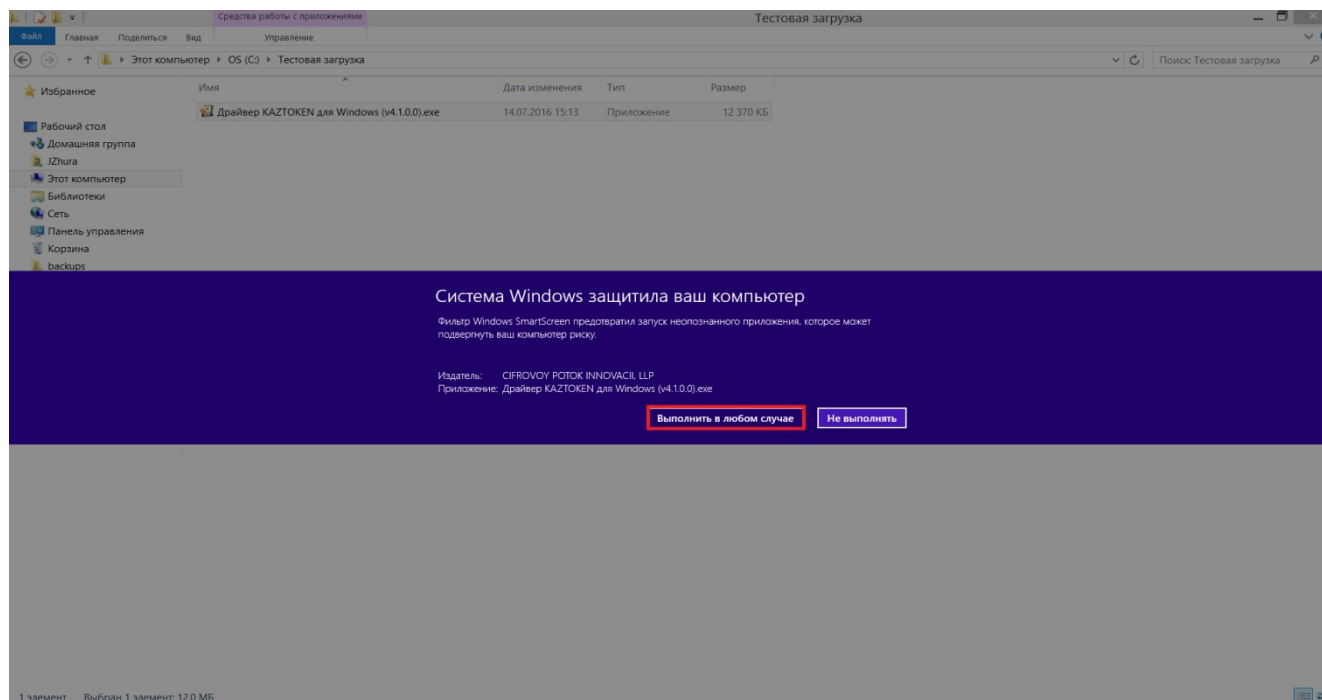 Средства работы с приложениями
Тестовая загрузка
Файл Главная Поделиться Вид Управление
Этот компьютер OS (C:) Тестовая загрузка
Поиск: Тестовая загрузка
Избранное
Имя Дата изменения Тип Размер
Драйвер KAZTOKEN для Windows (v4.1.0.0).exe 14.07.2016 15:13 Приложение 12 370 КБ
Рабочий стол
Домашняя группа
JZhura
Этот компьютер
Библиотеки
Сеть
Панель управления
Корзина
backups
Система Windows защитила ваш компьютер
Фильтр Windows SmartScreen предотвратил запуск неопознанного приложения, которое может
подвергнуть ваш компьютер риску.
Издатель: CIFROVOY POTOK INNOVACII, LLP
Приложение: Драйвер KAZTOKEN для Windows (v4.1.0.0).exe
Выполнить в любом случае Не выполнять
1 элемент Выбран 1 элемент: 12,0 МБ